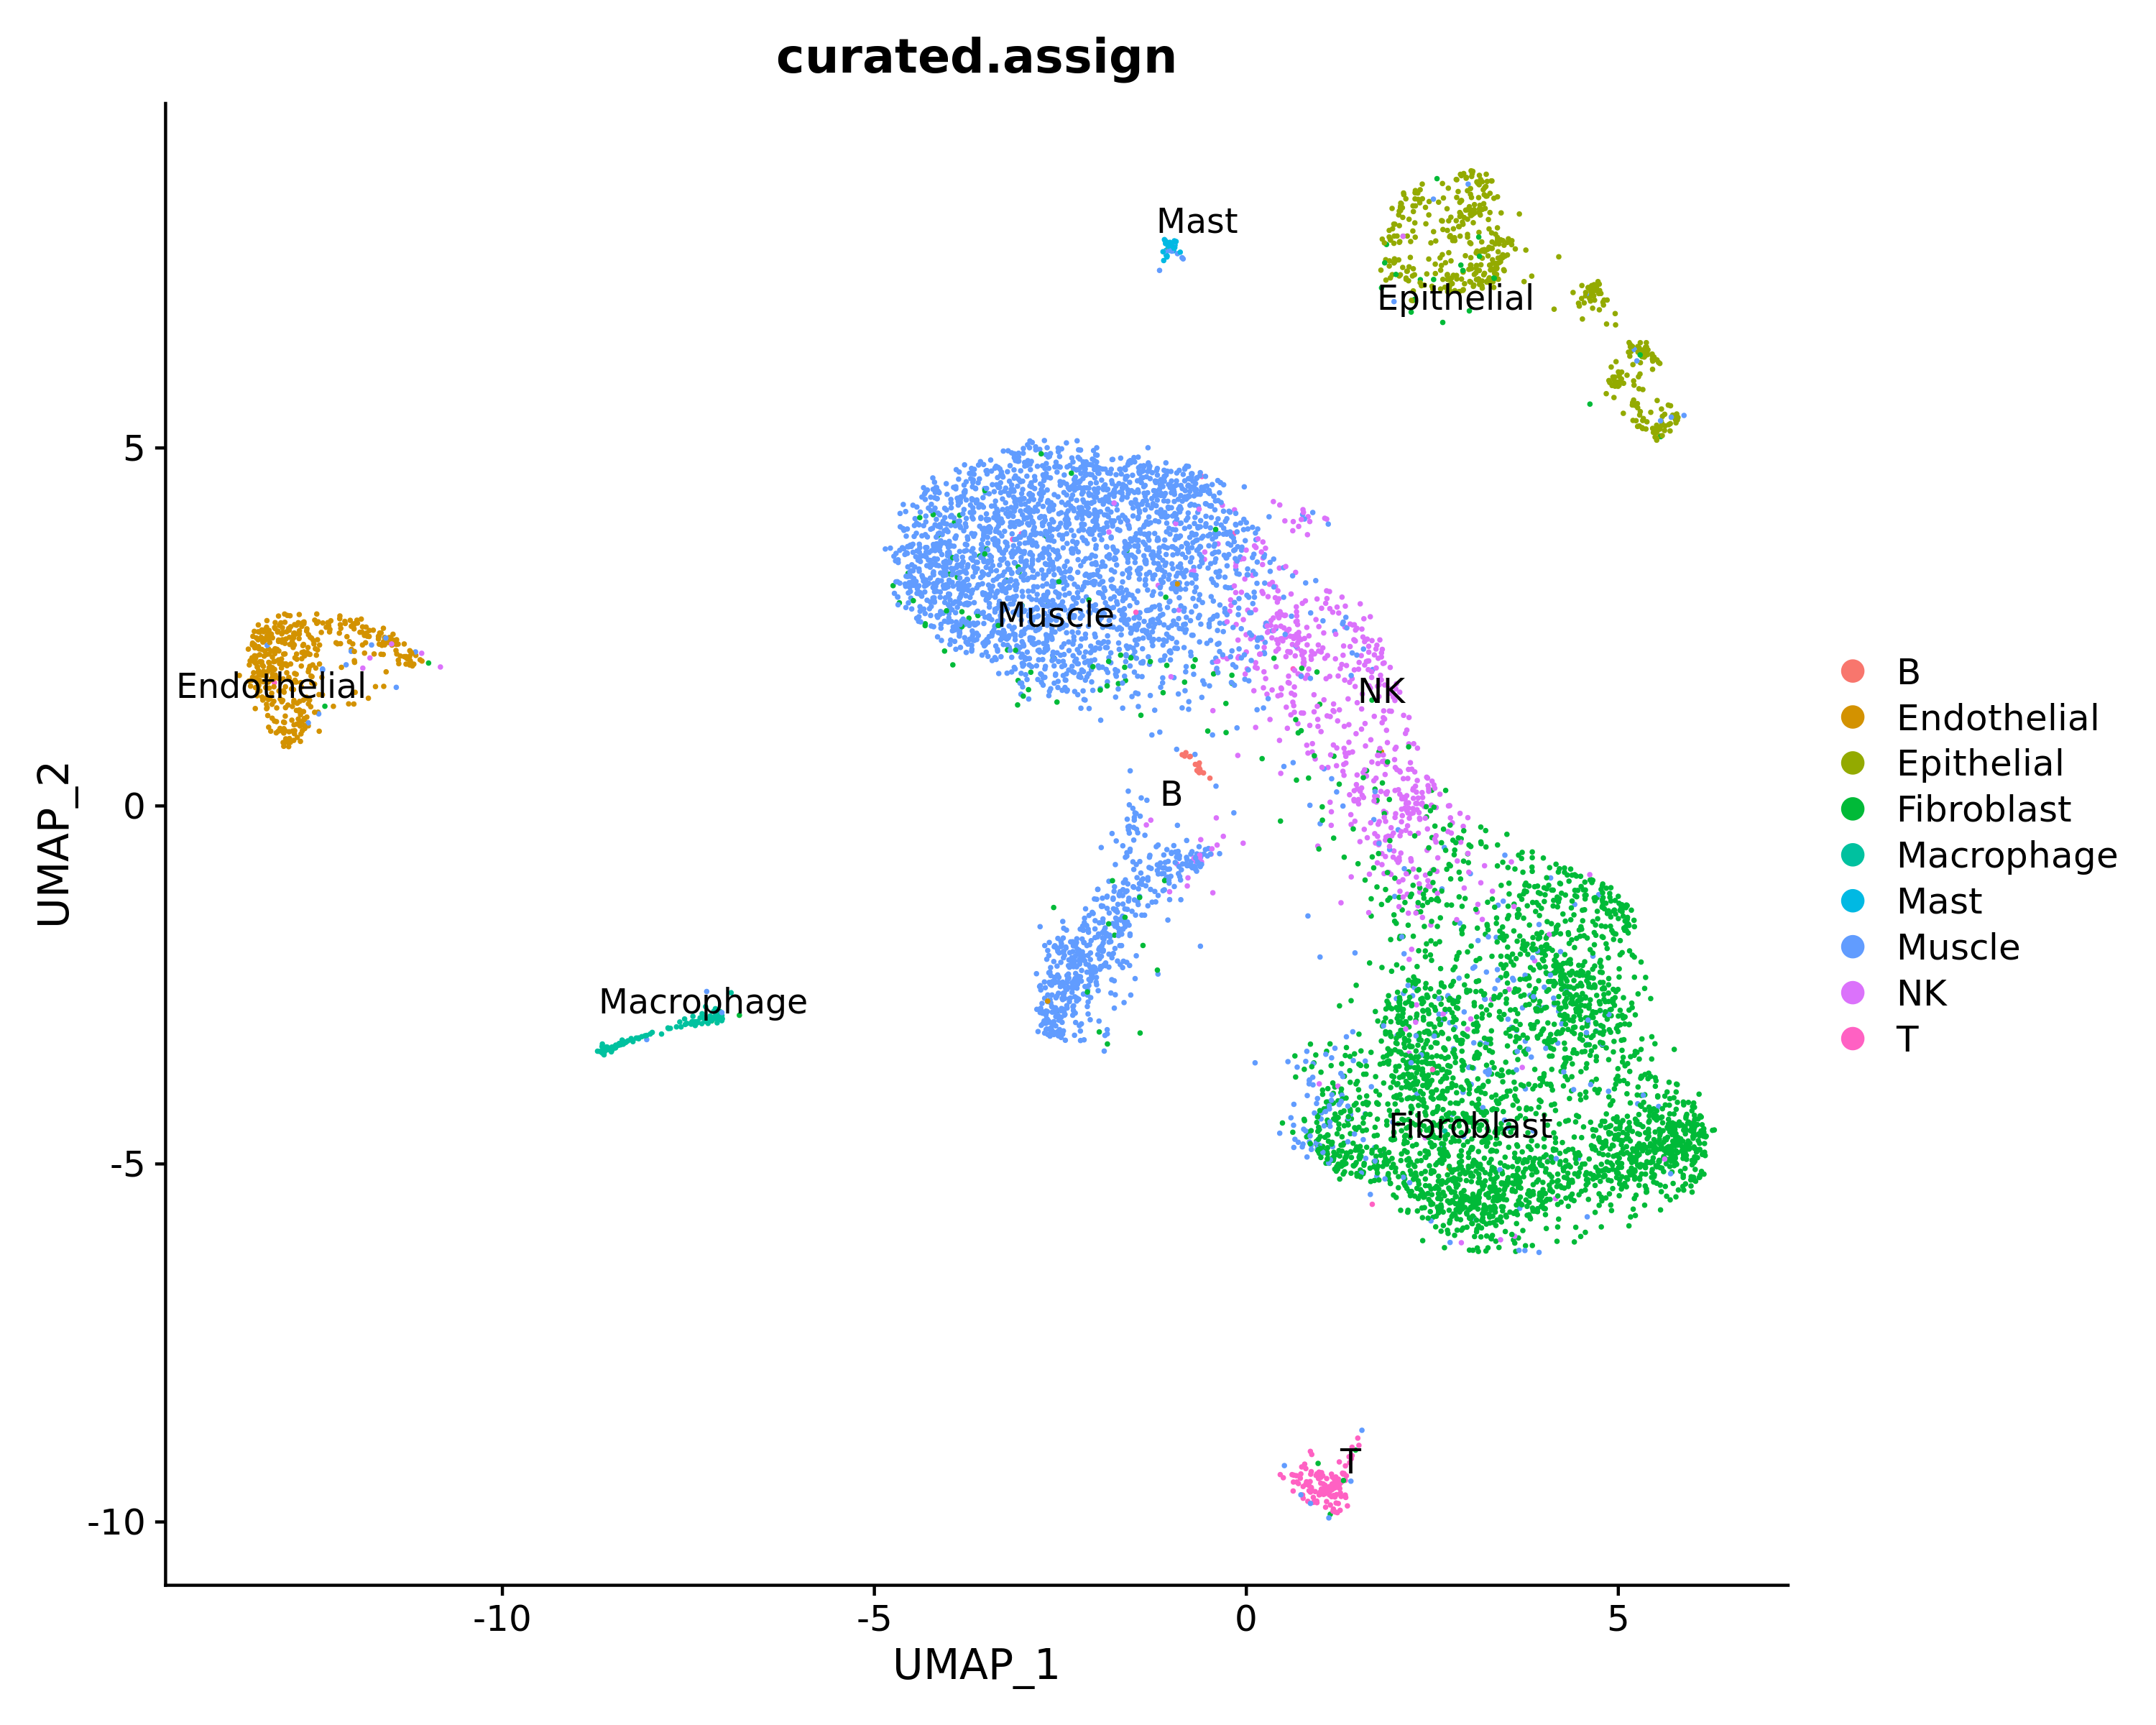 curated.assign
Mast
Epithelial
Muscle
Endothelial
NK
B
Macrophage
Fibroblast
T
5
0
-5
-10
UMAP_2
-10
-5
0
5
UMAP_1
B
Endothelial
Epithelial
Fibroblast
Macrophage
Mast
Muscle
NK
T